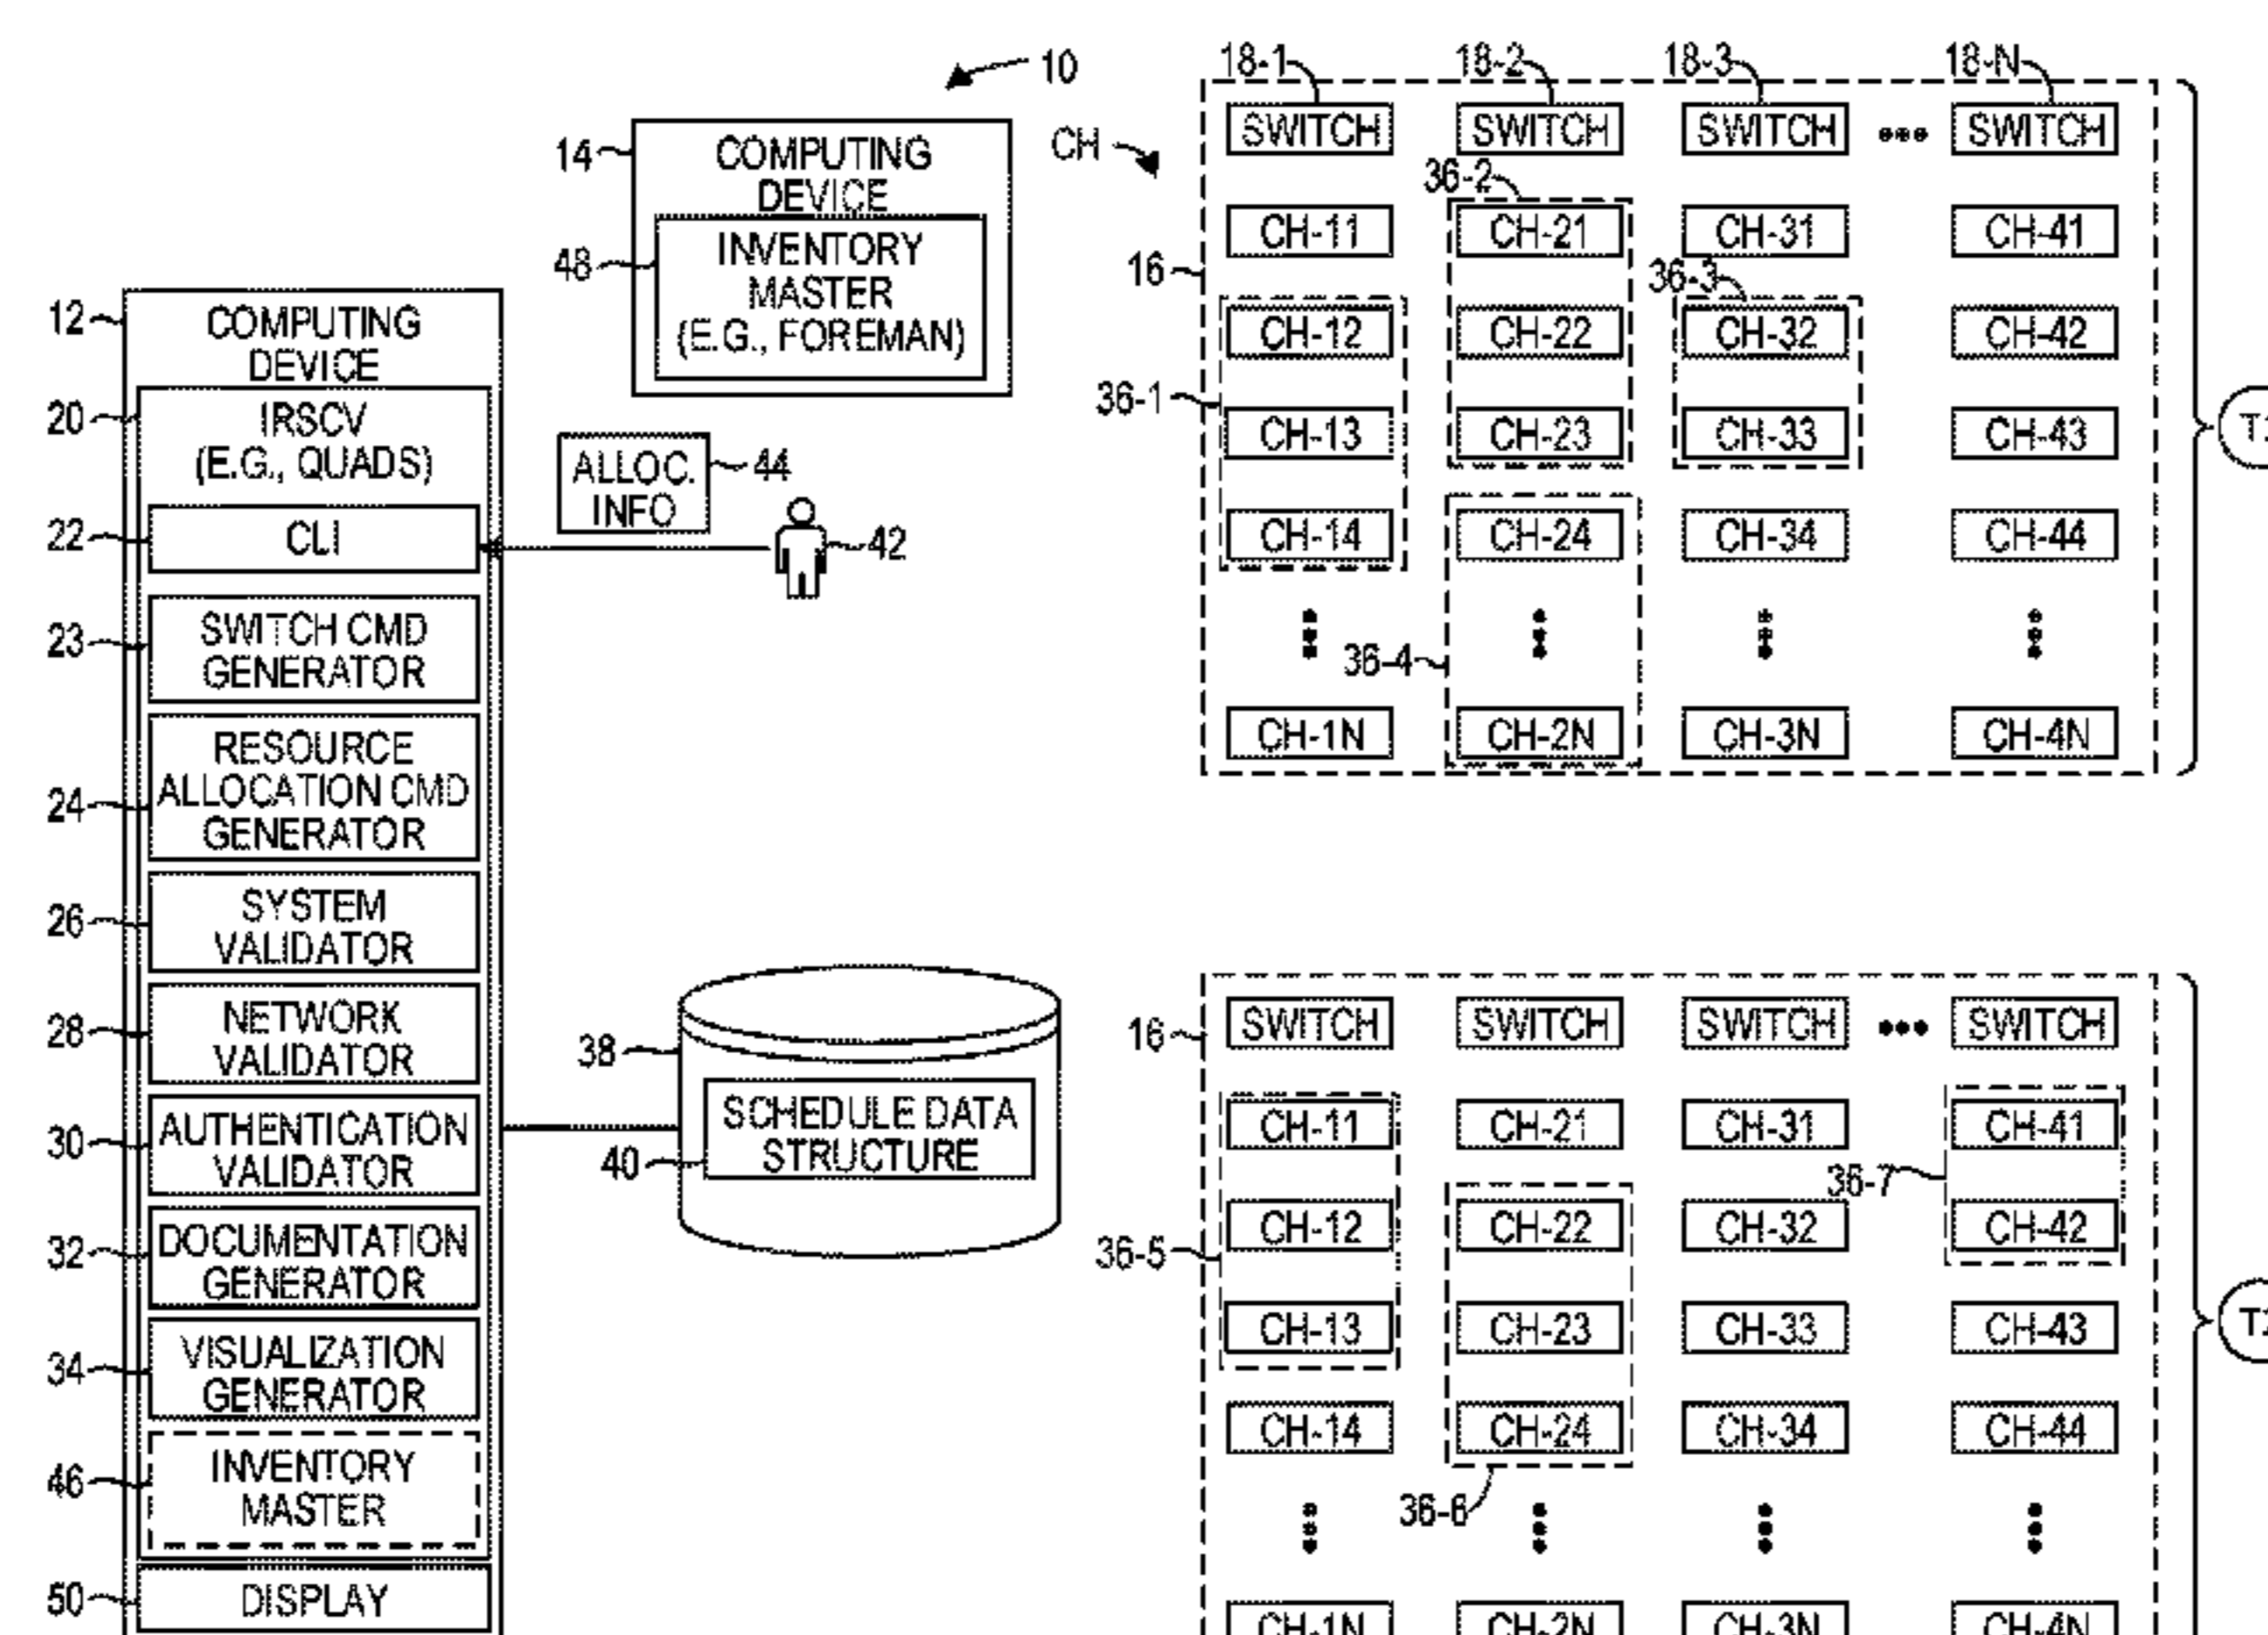 10
14
COMPUTING
DEVICE
48
INVENTORY
MASTER
(E.G., FOREMAN)
12
COMPUTING
DEVICE
20
IRSCV
(E.G., QUADS)
22
CLI
ALLOC.
INFO
44
42
23
SWITCH CMD
GENERATOR
24
RESOURCE
ALLOCATION CMD
GENERATOR
26
SYSTEM
VALIDATOR
28
NETWORK
VALIDATOR
30
AUTHENTICATION
VALIDATOR
32
DOCUMENTATION
GENERATOR
34
VISUALIZATION
GENERATOR
46
INVENTORY
MASTER
50
DISPLAY
38
40
SCHEDULE DATA
STRUCTURE
CH
18-1 18-2 18-3 18-N
SWITCH SWITCH SWITCH ••• SWITCH
36-2
16
CH-11 CH-21 CH-31 CH-41
36-3
CH-12 CH-22 CH-32 CH-42
36-1
CH-13 CH-23 CH-33 CH-43
CH-14 CH-24 CH-34 CH-44
36-4
CH-1N CH-2N CH-3N CH-4N
16
SWITCH SWITCH SWITCH ••• SWITCH
CH-11 CH-21 CH-31 CH-41
36-7
36-5
CH-12 CH-22 CH-32 CH-42
CH-13 CH-23 CH-33 CH-43
CH-14 CH-24 CH-34 CH-44
36-6
CH-1N CH-2N CH-3N CH-4N